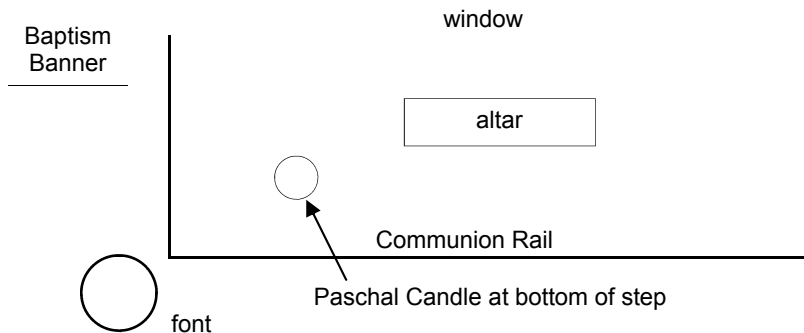 window
Baptism
Banner
altar
Communion Rail
Paschal Candle at bottom of step
font